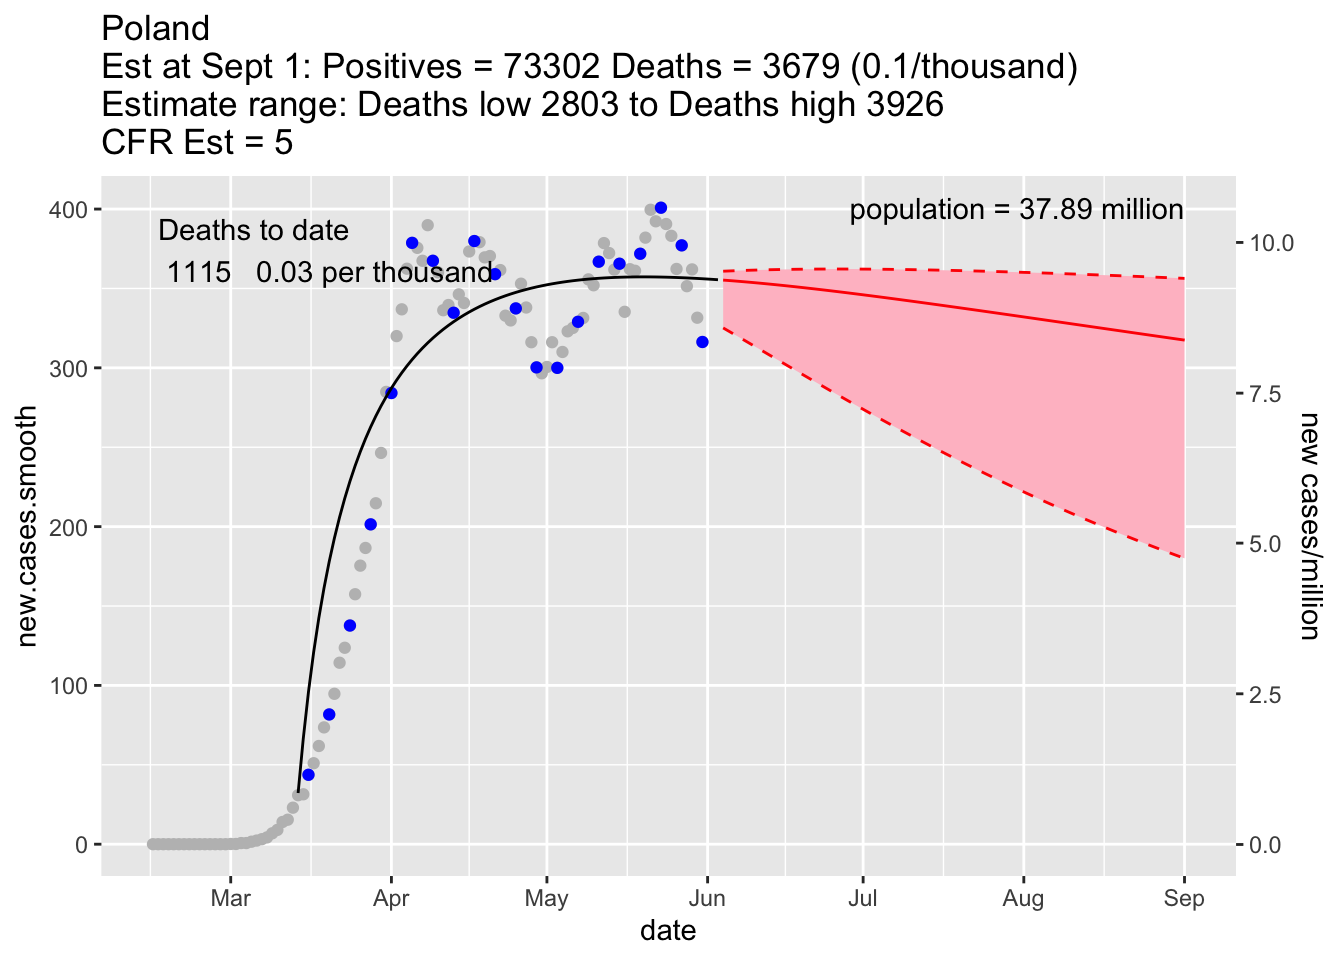 Poland
Est at Sept 1: Positives = 73302 Deaths = 3679 (0.1/thousand)
Estimate range: Deaths low 2803 to Deaths high 3926
CFR Est = 5
Deaths to date
1115 0.03 per thousand
population = 37.89 million
400
300
200
100
0
new.cases.smooth
10.0
7.5
5.0
2.5
0.0
new cases/million
Mar Apr May Jun Jul Aug Sep
date